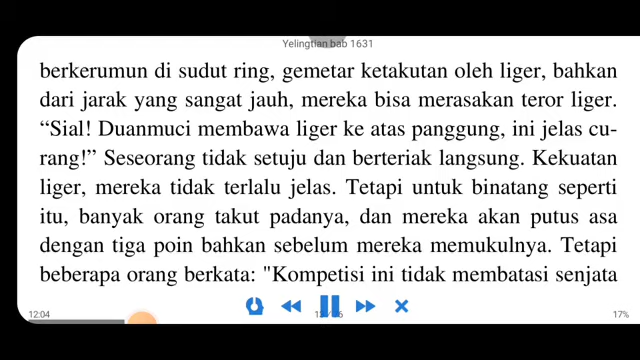 Yelingtian bab 1631
berkerumun di sudut ring, gemetar ketakutan oleh liger, bahkan
dari jarak yang sangat jauh, mereka bisa merasakan teror liger.
“Sial! Duanmuci membawa liger ke atas panggung, ini jelas cu-
rang!” Seseorang tidak setuju dan berteriak langsung. Kekuatan
liger, mereka tidak terlalu jelas. Tetapi untuk binatang seperti
itu, banyak orang takut padanya, dan mereka akan putus asa
dengan tiga poin bahkan sebelum mereka memukulnya. Tetapi
beberapa orang berkata: "Kompetisi ini tidak membatasi senjata
12:04
17%